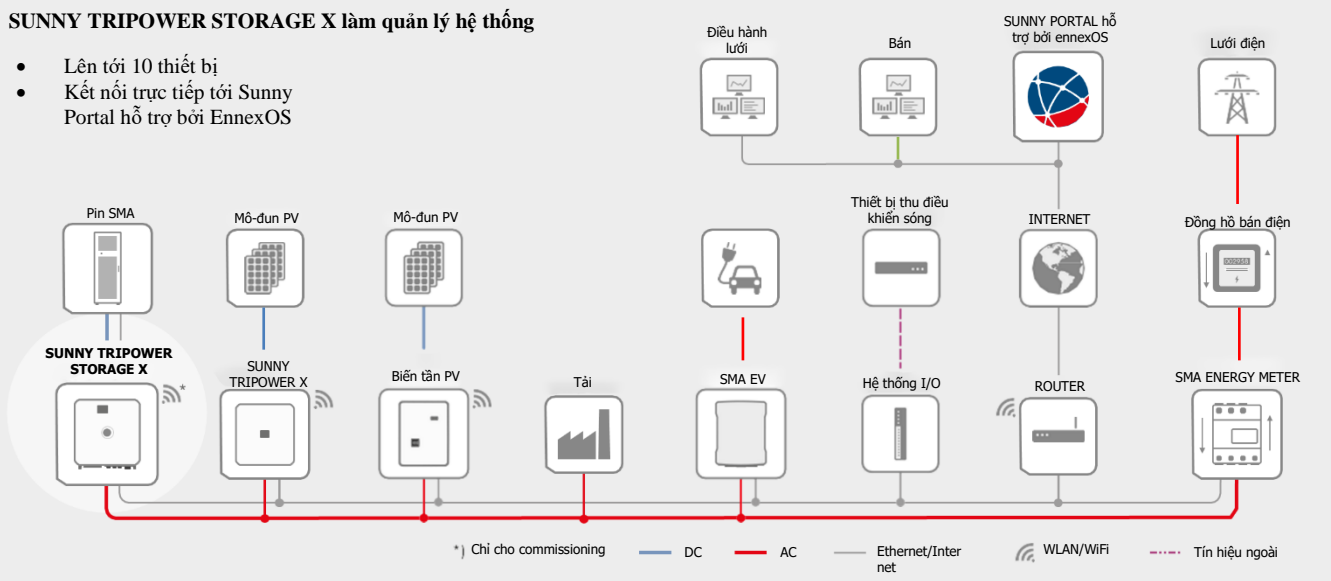 SUNNY TRIPOWER STORAGE X làm quản lý hệ thống
• Lên tới 10 thiết bị
• Kết nối trực tiếp tới Sunny
Portal hỗ trợ bởi EnnexOS
Điều hành
lưới
Bán
SUNNY PORTAL hỗ
trợ bởi ennexOS
Lưới điện
Pin SMA
Mô-đun PV
Mô-đun PV
Thiết bị thu điều
khiển sóng
INTERNET
Đồng hồ bán điện
SUNNY TRIPOWER
STORAGE X
*
SUNNY
TRIPOWER X
Biến tần PV
Tải
SMA EV
Hệ thống I/O
ROUTER
SMA ENERGY METER
*) Chỉ cho commissioning
DC
AC
Ethernet/Inter
net
WLAN/WiFi
Tín hiệu ngoài